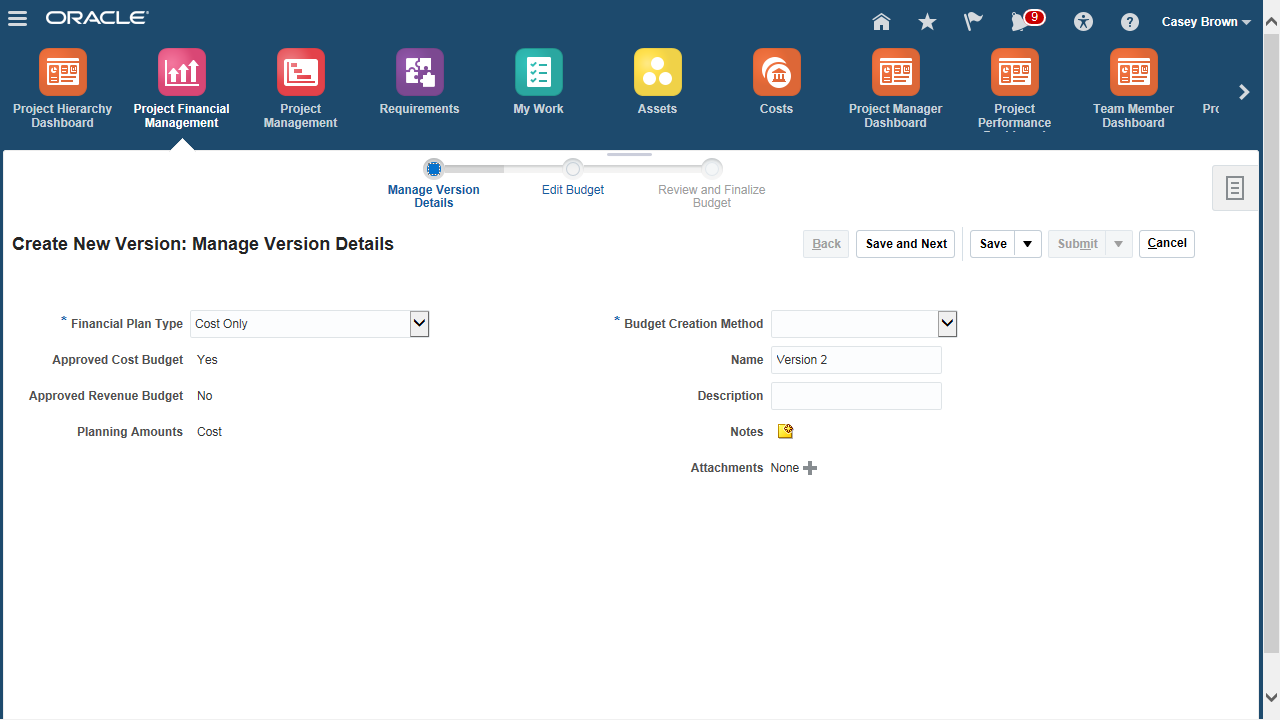 ORACLE
9
Casey Brown
Project Hierarchy
Dashboard
Project Financial
Management
Project
Management
Requirements
My Work
Assets
Costs
Project Manager
Dashboard
Project
Performance
Team Member
Dashboard
Manage Version
Details
Edit Budget
Review and Finalize
Budget
Create New Version: Manage Version Details
Back
Save and Next
Save
Submit
Cancel
* Financial Plan Type Cost Only
Approved Cost Budget Yes
Approved Revenue Budget No
Planning Amounts Cost
* Budget Creation Method
Name Version 2
Description
Notes
Attachments None